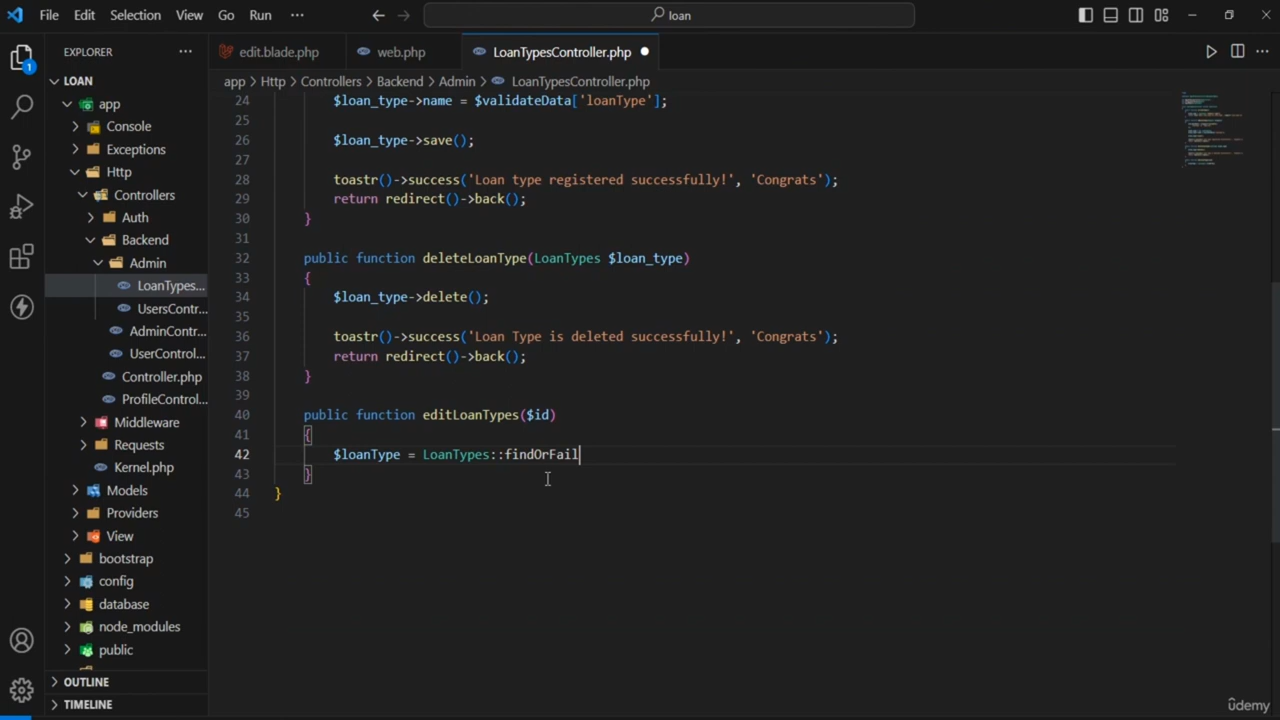 File Edit Selection View Go Run ··· loan
EXPLORER ··· edit.blade.php web.php LoanTypesController.php
LOAN app > Http > Controllers > Backend > Admin > LoanTypesController.php
app
Console
Exceptions
Http
Controllers
Auth
Backend
Admin
LoanTypes...
UsersContr...
AdminContr...
UserControl...
Controller.php
ProfileControl...
Middleware
Requests
Kernel.php
Models
Providers
View
bootstrap
config
database
node_modules
public
OUTLINE
TIMELINE
1
24 $loan_type->name = $validateData['loanType'];
25
26 $loan_type->save();
27
28 toastr()->success('Loan type registered successfully!', 'Congrats');
29 return redirect()->back();
30 }
31
32 public function deleteLoanType(LoanTypes $loan_type)
33 {
34 $loan_type->delete();
35
36 toastr()->success('Loan Type is deleted successfully!', 'Congrats');
37 return redirect()->back();
38 }
39
40 public function editLoanTypes($id)
41 {
42 $loanType = LoanTypes::findOrFail
43 }
44 }
45
ûdemy